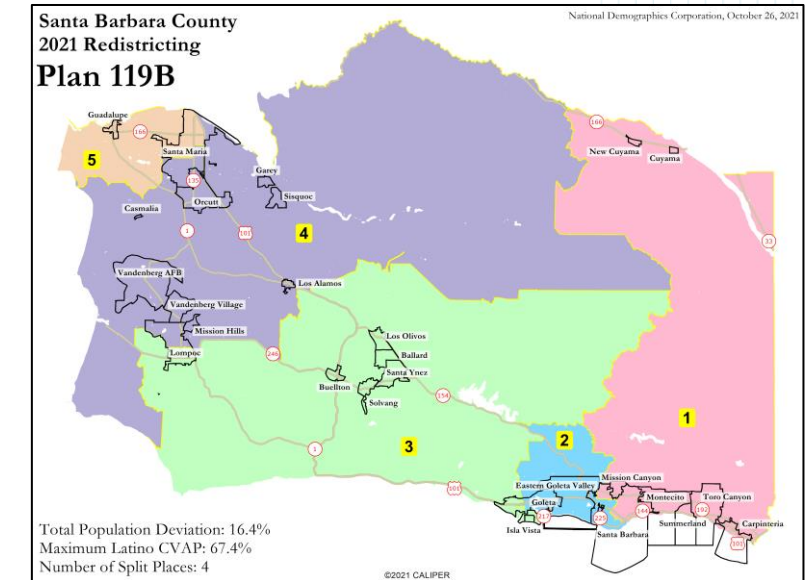 Santa Barbara County
2021 Redistricting
Plan 119B
National Demographics Corporation, October 26, 2021
Guadalupe
166
166
5
Santa Maria
New Cuyama
Cuyama
Garey
135
Sisquoc
Orcutt
Casmalia
1
101
4
33
Vandenberg AFB
Los Alamos
Vandenberg Village
Mission Hills
Los Olivos
Lompoc
246
Ballard
Santa Ynez
Buellton
154
Solvang
1
3
2
1
101
Mission Canyon
Eastern Goleta Valley
Montecito
Toro Canyon
Goleta
144
192
217
225
Isla Vista
Summerland
Carpinteria
Santa Barbara
101
Total Population Deviation: 16.4%
Maximum Latino CVAP: 67.4%
Number of Split Places: 4
©2021 CALIPER